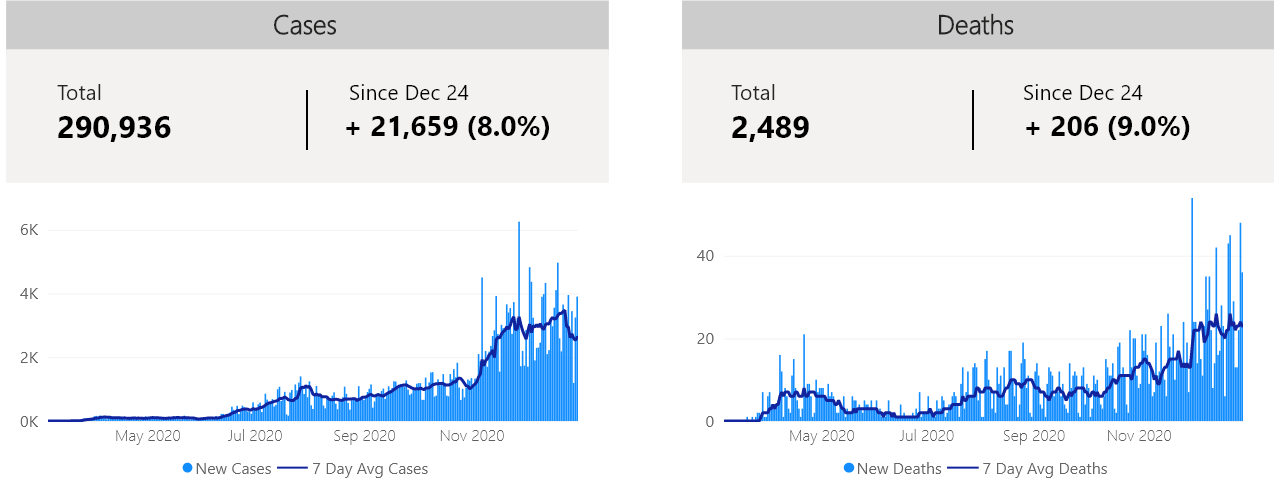 Cases
Total
290,936
Since Dec 24
+ 21,659 (8.0%)
6K
4K
2K
0K
May 2020 Jul 2020 Sep 2020 Nov 2020
New Cases 7 Day Avg Cases
Deaths
Total
2,489
Since Dec 24
+ 206 (9.0%)
40
20
0
May 2020 Jul 2020 Sep 2020 Nov 2020
New Deaths 7 Day Avg Deaths